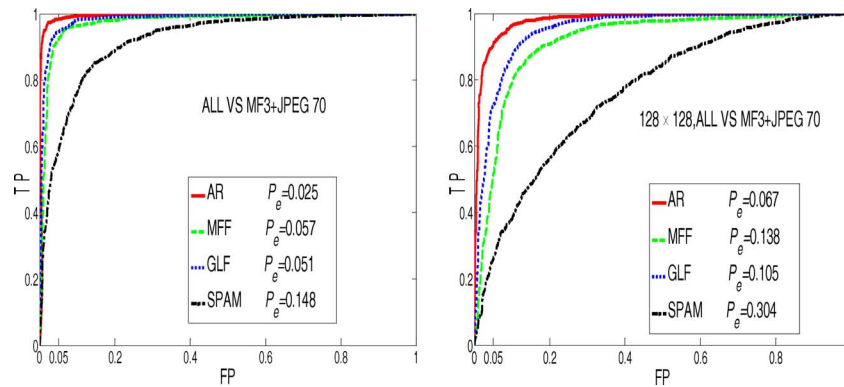 1
0.8
0.6
0.4
0.2
0
TP
ALL VS MF3+JPEG 70
AR Pe=0.025
MFF Pe=0.057
GLF Pe=0.051
SPAM Pe=0.148
0 0.05 0.2 0.4 0.6 0.8 1
FP
1
0.8
0.6
0.4
0.2
0
TP
128 × 128,ALL VS MF3+JPEG 70
AR Pe=0.067
MFF Pe=0.138
GLF Pe=0.105
SPAM Pe=0.304
0 0.05 0.2 0.4 0.6 0.8
FP